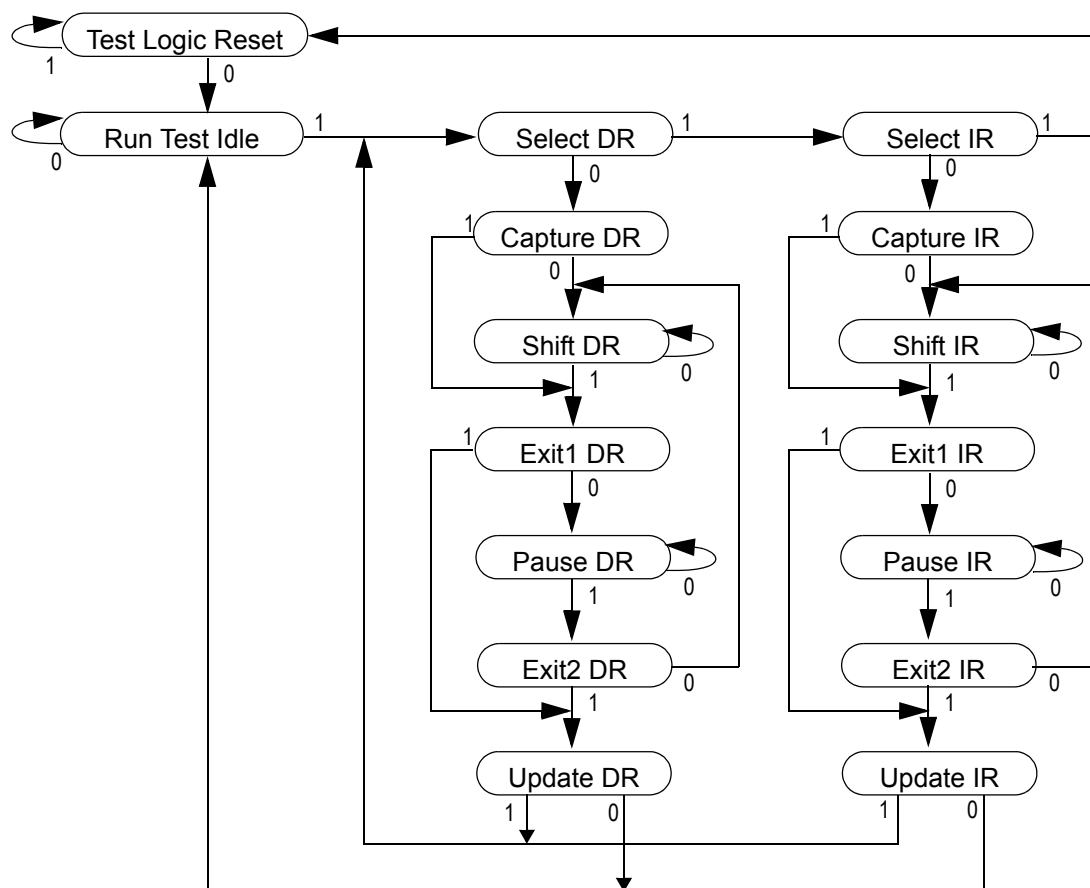 Test Logic Reset
1
0
Run Test Idle
1
Select DR
1
Select IR
1
0
0
0
1
Capture DR
1
Capture IR
0
0
Shift DR
0
Shift IR
0
1
1
1
Exit1 DR
1
Exit1 IR
0
0
Pause DR
0
Pause IR
0
1
1
Exit2 DR
0
Exit2 IR
0
1
1
Update DR
Update IR
1
0
1
0